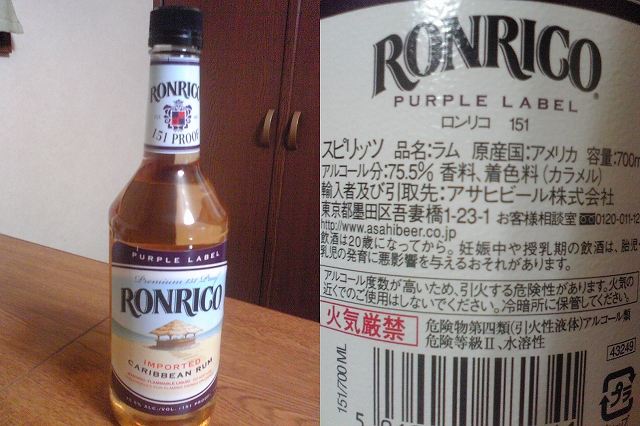 RONRICO
151 PROOF
PURPLE LABEL
Premium 151 Proof
RONRICO
IMPORTED
CARIBBEAN RUM
RONRICO
PURPLE LABEL
ロンリコ 151
スピリッツ 品名:ラム 原産国:アメリカ 容量:700m
アルコール分:75.5% 香料、着色料(カラメル)
輸入者及び引取先:アサヒビール株式会社
東京都墨田区吾妻橋1-23-1 お客様相談室 0120-011-12
http://www.asahibeer.co.jp
飲酒は20歳になってから。妊娠中や授乳期の飲酒は、胎児
乳児の発育に悪影響を与えるおそれがあります。
アルコール度数が高いため、引火する危険性があります。火気
近くでのご使用はしないでください。冷暗所に保管してください。
火気厳禁
危険物第四類(引火性液体)アルコール類
危険等級II、水溶性
43249
151/700ML
プラ